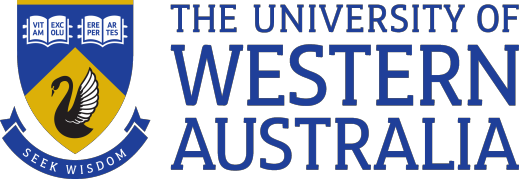 VIT EXC ERE AR
AM OLU PER TES
SEEK WISDOM
THE UNIVERSITY OF
WESTERN
AUSTRALIA